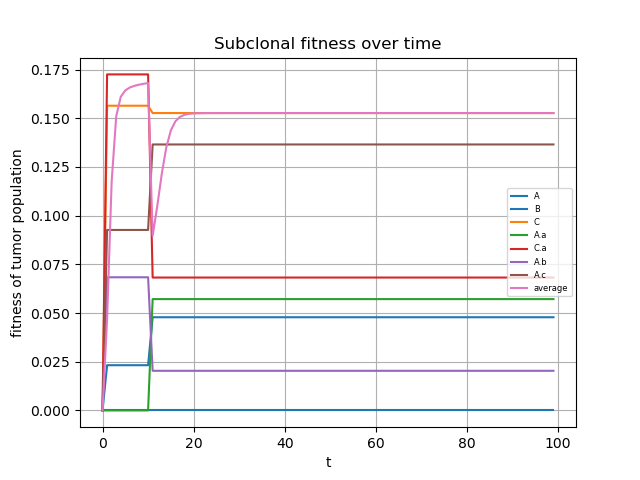 Subclonal fitness over time
fitness of tumor population
0.175
0.150
0.125
0.100
0.075
0.050
0.025
0.000
A
B
C
A.a
C.a
A.b
A.c
average
0
20
40
60
80
100
t